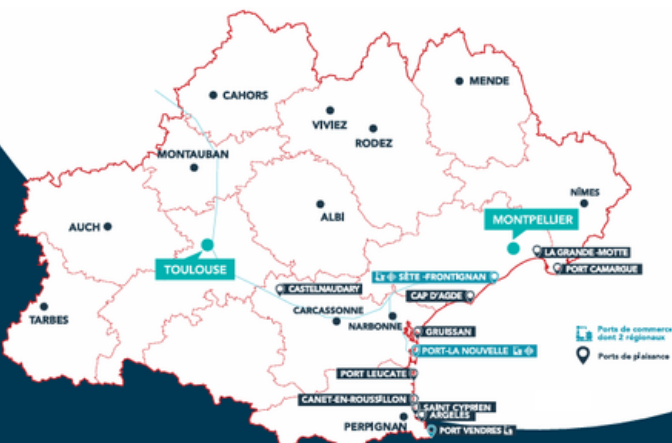 MENDE
CAHORS
VIVIEZ
RODEZ
MONTAUBAN
NÎMES
ALBI
MONTPELLIER
AUCH
LA GRANDE-MOTTE
TOULOUSE
PORT CAMARGUE
SÈTE-FRONTIGNAN
CASTELNAUDARY
CAP D'AGDE
TARBES
CARCASSONNE
NARBONNE
GRUISSAN
Ports de commerce
dont 2 régionaux
PORT-LA NOUVELLE
Ports de plaisance
PORT LEUCATE
CANET-EN-ROUSSILLON
SAINT CYPRIEN
ARGELÈS
PERPIGNAN
PORT VENDRES